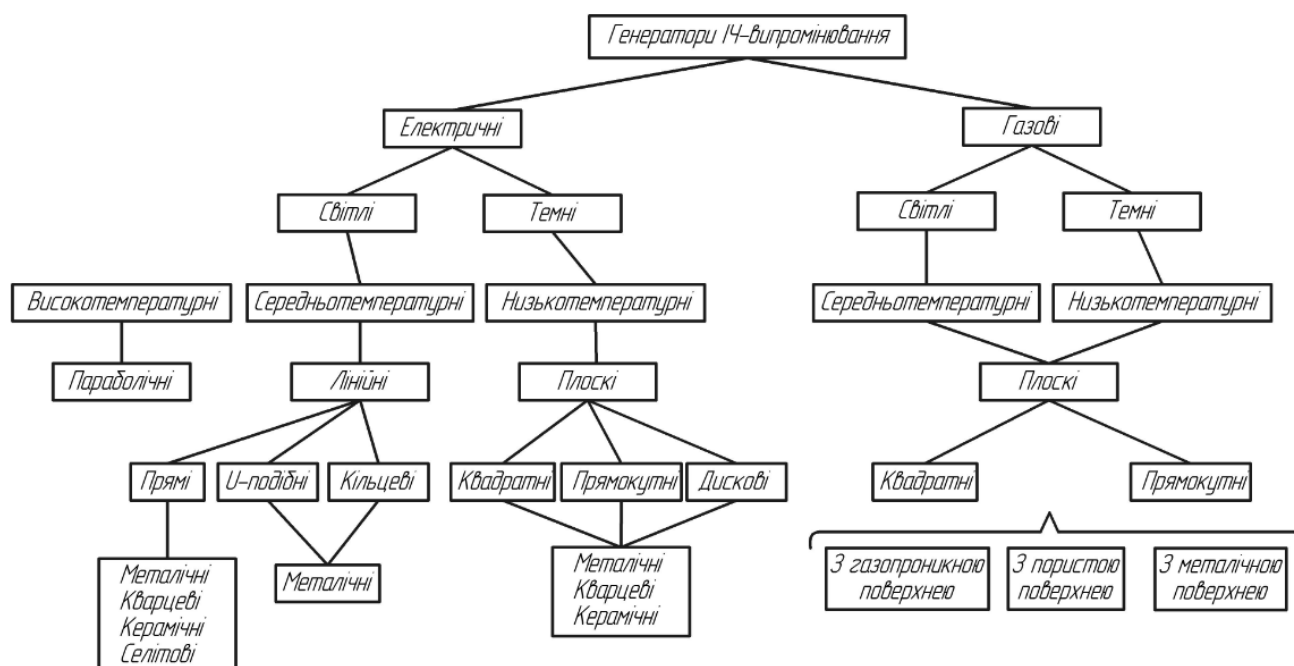 Генератори ІЧ-випромінювання
Електричні
Газові
Світлі
Темні
Світлі
Темні
Високотемпературні
Середньотемпературні
Низькотемпературні
Середньотемпературні
Низькотемпературні
Параболічні
Лінійні
Плоскі
Плоскі
Прямі
U-подібні
Кільцеві
Квадратні
Прямокутні
Дискові
Квадратні
Прямокутні
Металічні
Кварцеві
Керамічні
Селітові
Металічні
Металічні
Кварцеві
Керамічні
З газопроникною
поверхнею
З пористою
поверхнею
З металічною
поверхнею